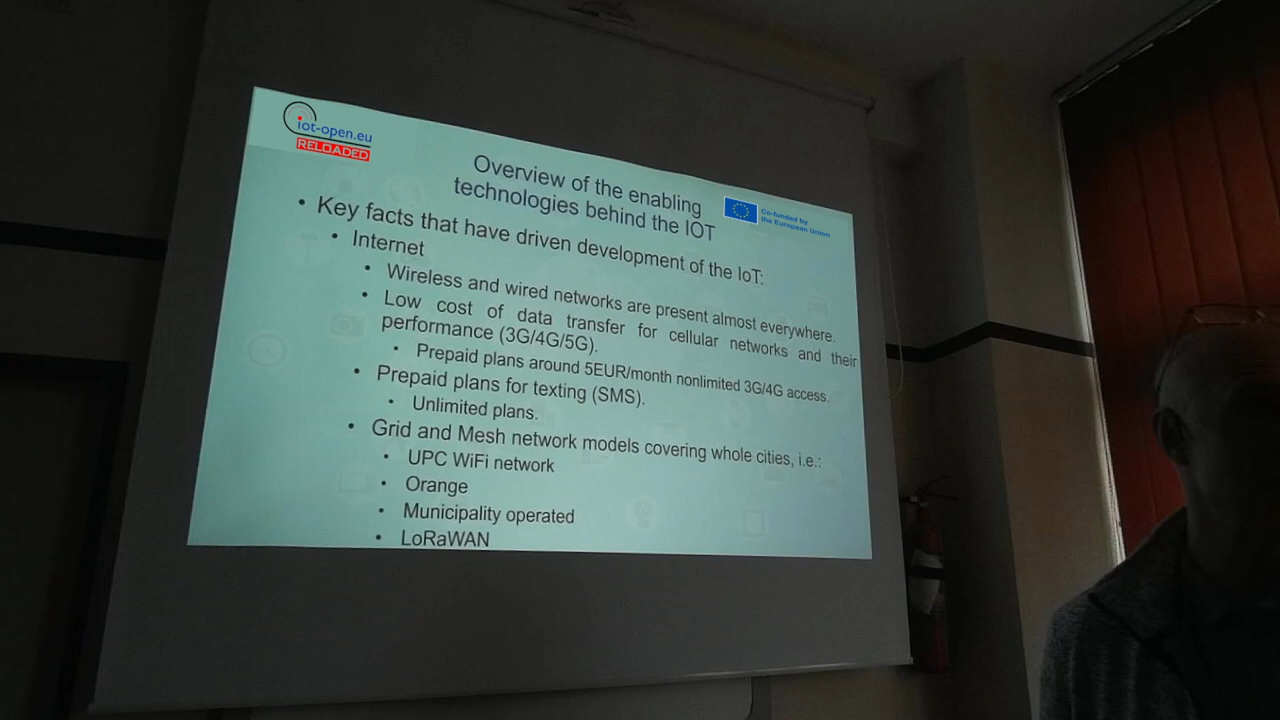 iot-open.eu
RELOADED
Overview of the enabling
technologies behind the IOT
Co-funded by
the European Union
• Key facts that have driven development of the IoT:
• Internet
• Wireless and wired networks are present almost everywhere.
• Low cost of data transfer for cellular networks and their
performance (3G/4G/5G).
• Prepaid plans around 5EUR/month nonlimited 3G/4G access.
• Prepaid plans for texting (SMS).
• Unlimited plans.
• Grid and Mesh network models covering whole cities, i.e.:
• UPC WiFi network
• Orange
• Municipality operated
• LoRaWAN